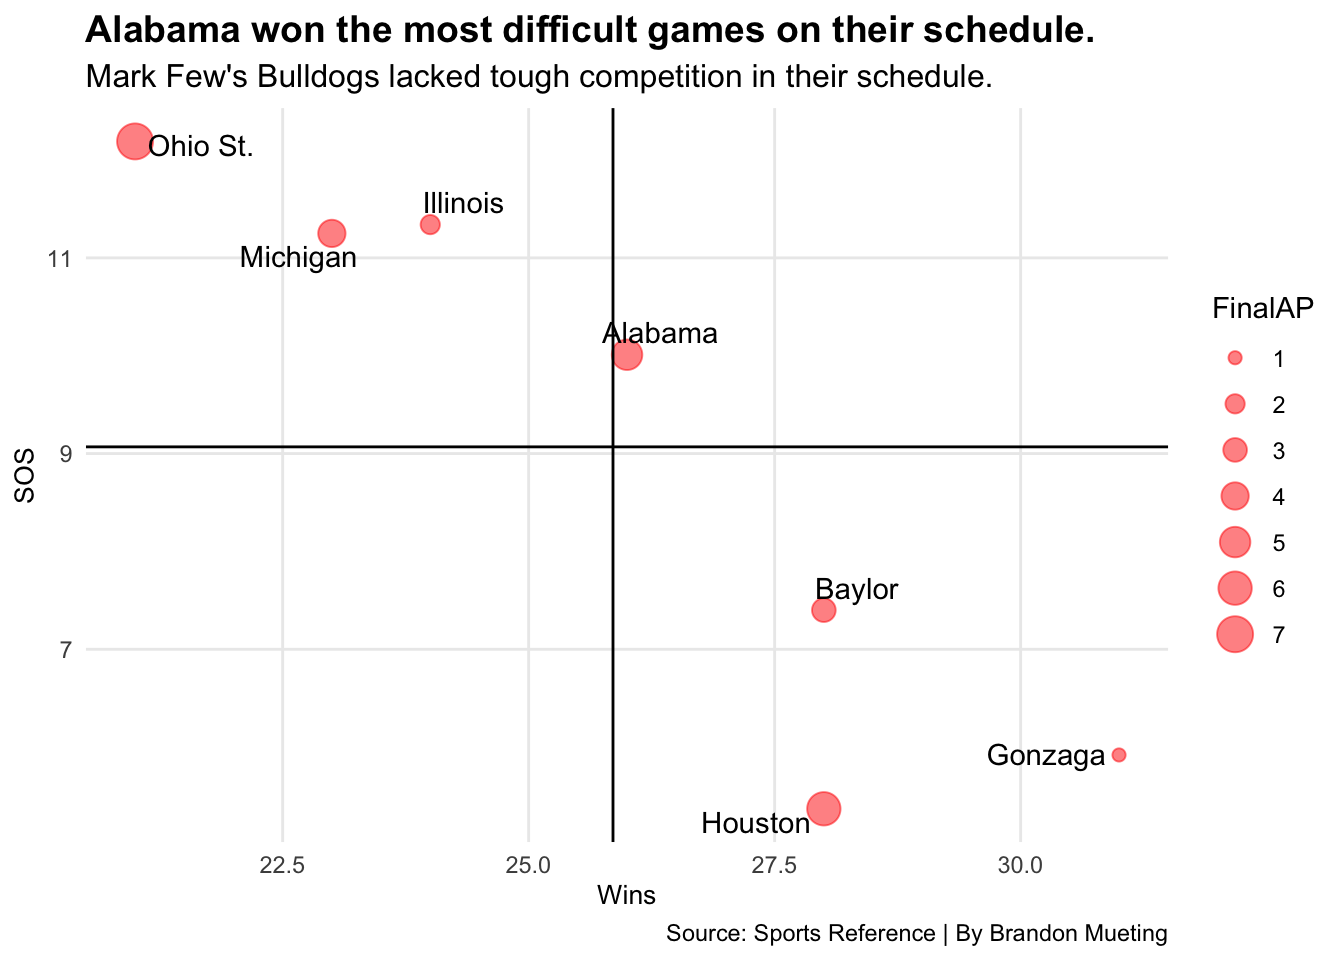 Alabama won the most difficult games on their schedule.
Mark Few's Bulldogs lacked tough competition in their schedule.
Ohio St.
Illinois
Michigan
Alabama
Baylor
Gonzaga
Houston
11
9
7
SOS
22.5
25.0
27.5
30.0
Wins
FinalAP
1
2
3
4
5
6
7
Source: Sports Reference | By Brandon Mueting